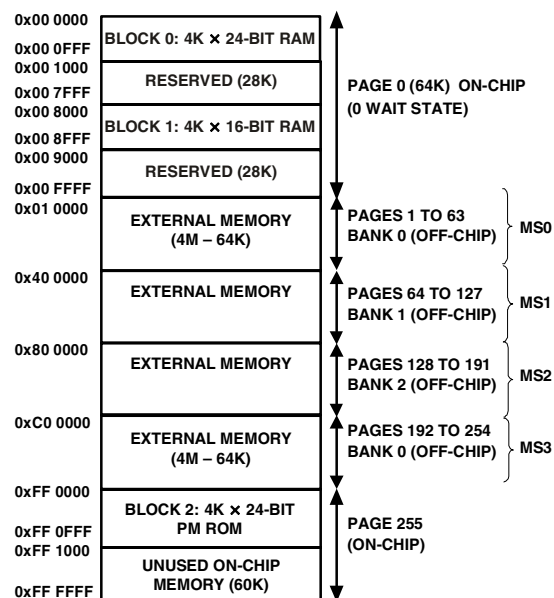 0x00 0000
BLOCK 0: 4K × 24-BIT RAM
0x00 0FFF
0x00 1000
RESERVED (28K)
0x00 7FFF
0x00 8000
BLOCK 1: 4K × 16-BIT RAM
0x00 8FFF
0x00 9000
RESERVED (28K)
0x00 FFFF
PAGE 0 (64K) ON-CHIP
(0 WAIT STATE)
0x01 0000
EXTERNAL MEMORY
(4M – 64K)
PAGES 1 TO 63
BANK 0 (OFF-CHIP)
MS0
0x40 0000
EXTERNAL MEMORY
PAGES 64 TO 127
BANK 1 (OFF-CHIP)
MS1
0x80 0000
EXTERNAL MEMORY
PAGES 128 TO 191
BANK 2 (OFF-CHIP)
MS2
0xC0 0000
EXTERNAL MEMORY
(4M – 64K)
PAGES 192 TO 254
BANK 0 (OFF-CHIP)
MS3
0xFF 0000
BLOCK 2: 4K × 24-BIT
PM ROM
0xFF 0FFF
0xFF 1000
UNUSED ON-CHIP
MEMORY (60K)
0xFF FFFF
PAGE 255
(ON-CHIP)